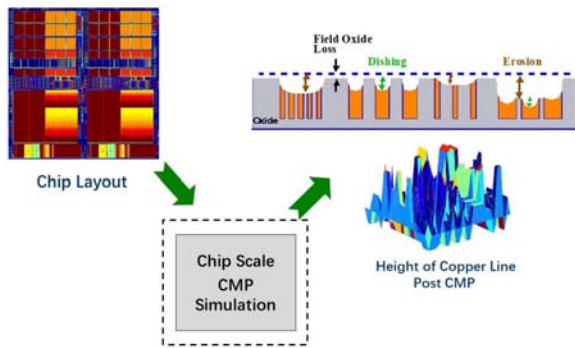 Field Oxide
Loss
Dishing
Erosion
Oxide
Chip Layout
Chip Scale
CMP
Simulation
Height of Copper Line
Post CMP